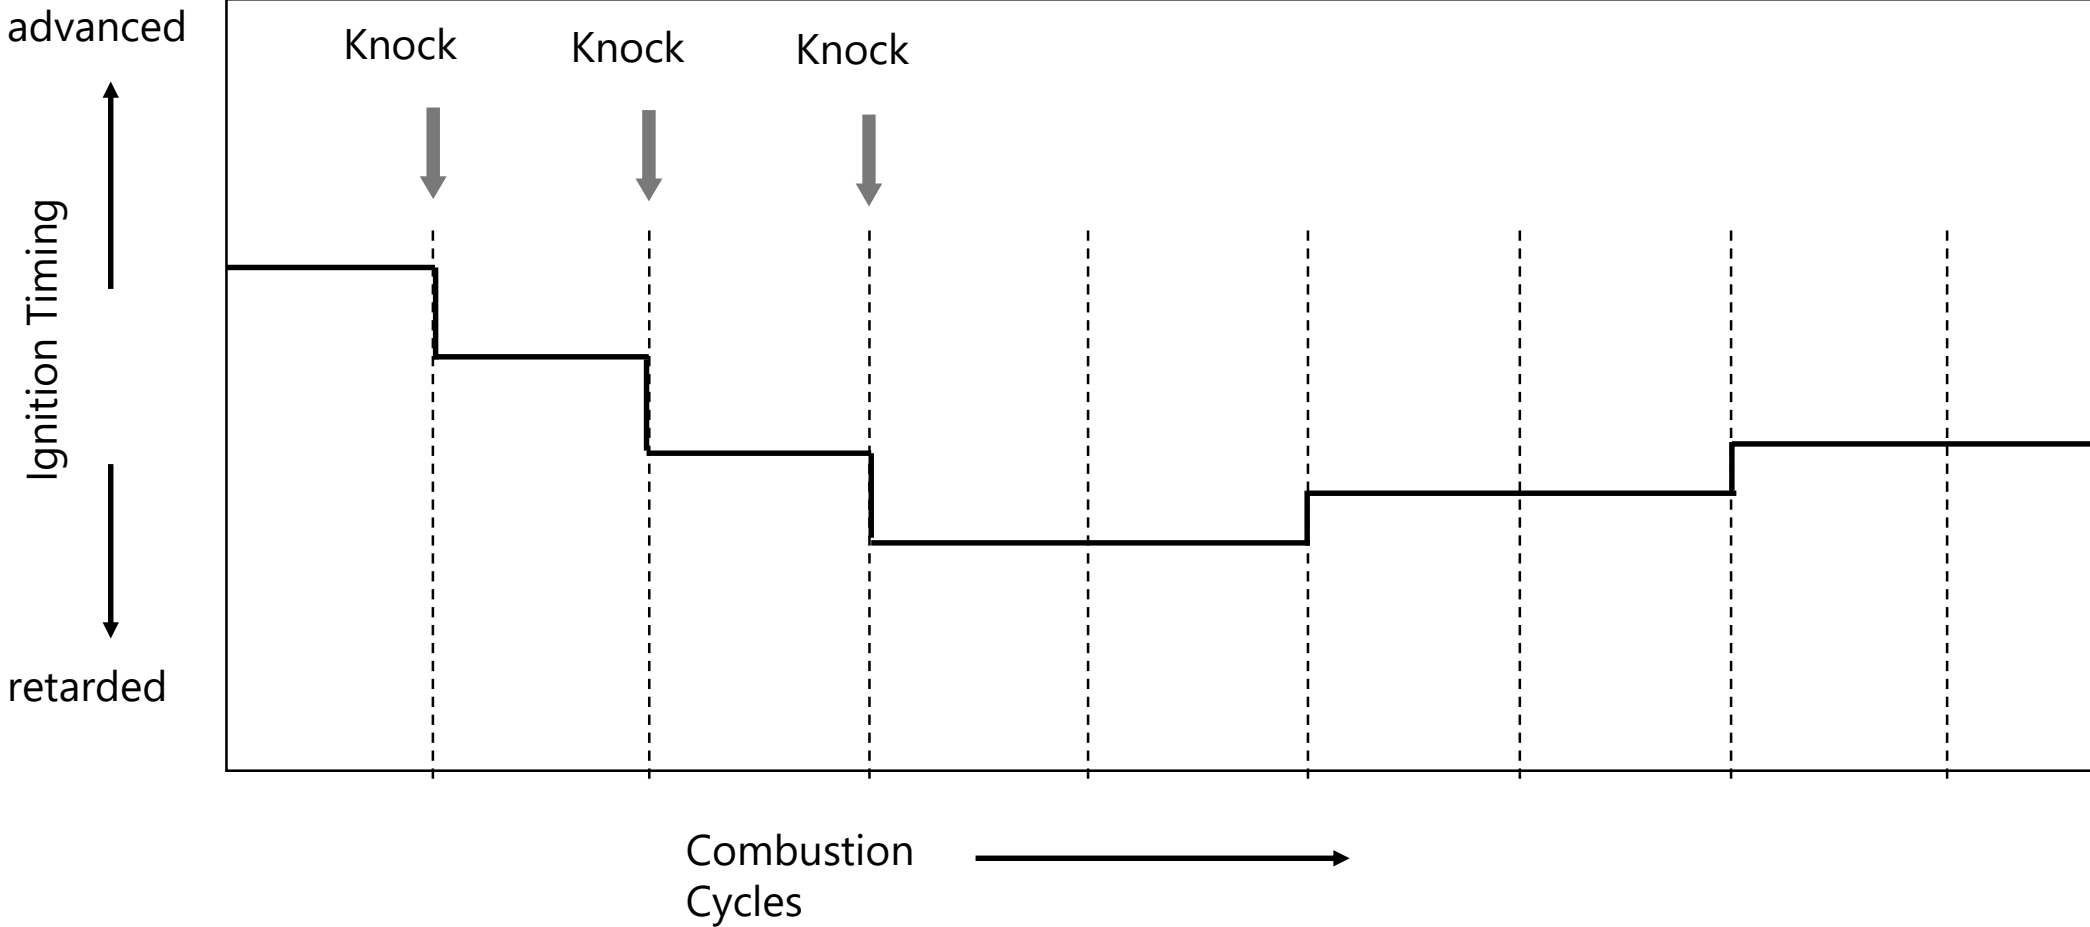 advanced
Knock
Knock
Knock
Ignition Timing
retarded
Combustion
Cycles